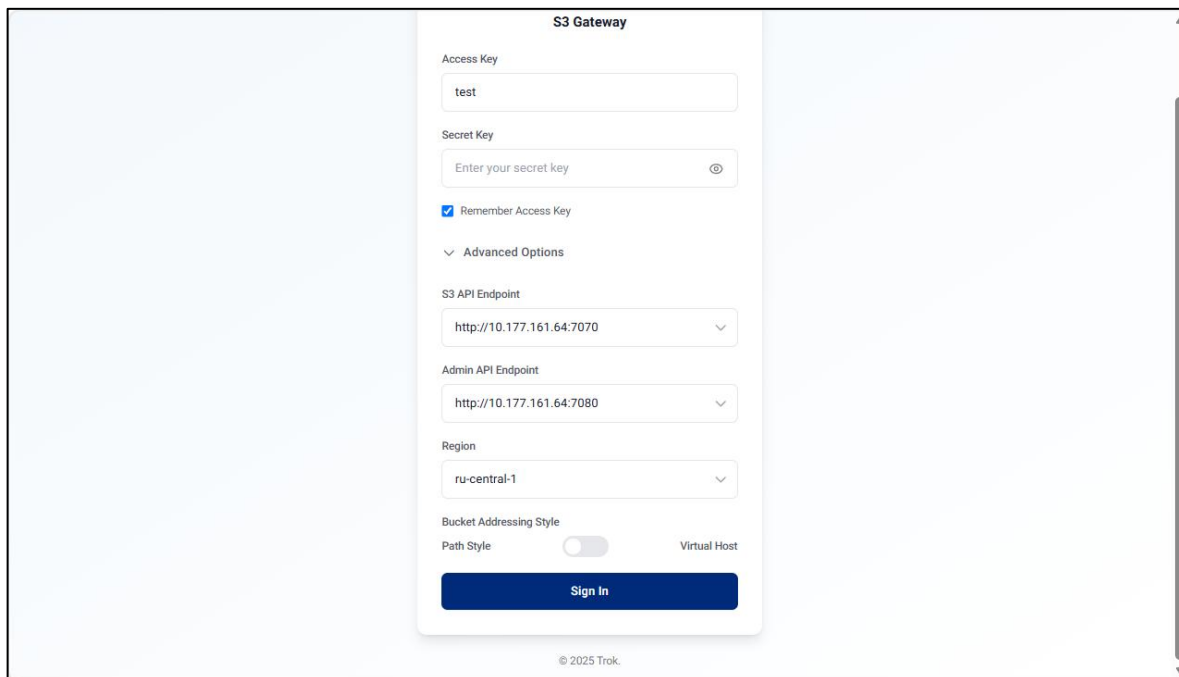 S3 Gateway
Access Key
test
Secret Key
Enter your secret key
Remember Access Key
Advanced Options
S3 API Endpoint
http://10.177.161.64:7070
Admin API Endpoint
http://10.177.161.64:7080
Region
ru-central-1
Bucket Addressing Style
Path Style Virtual Host
Sign In
© 2025 Trok.